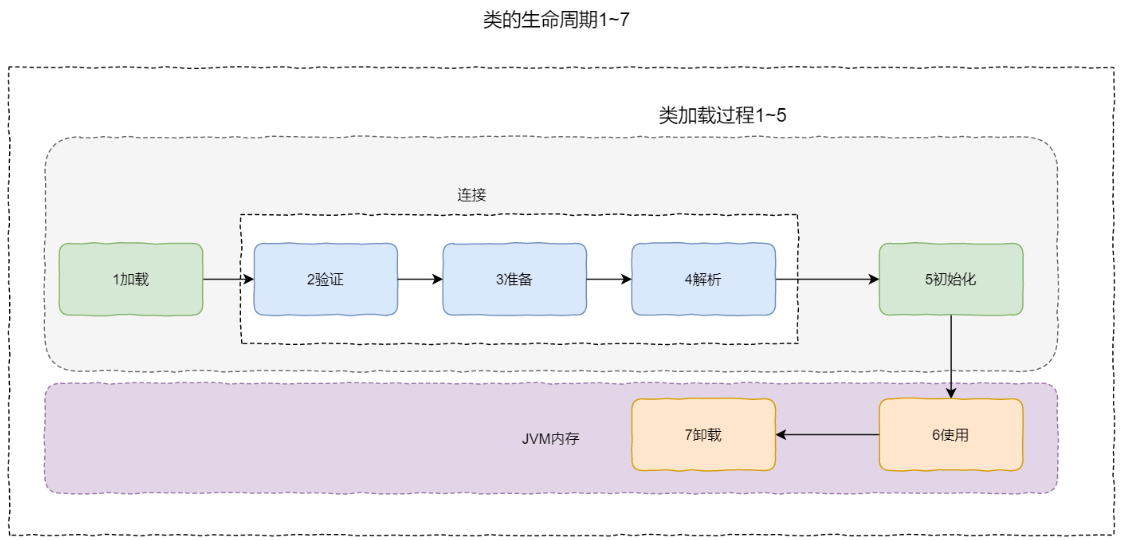 类的生命周期1~7
类加载过程1~5
连接
1加载
2验证
3准备
4解析
5初始化
JVM内存
7卸载
6使用